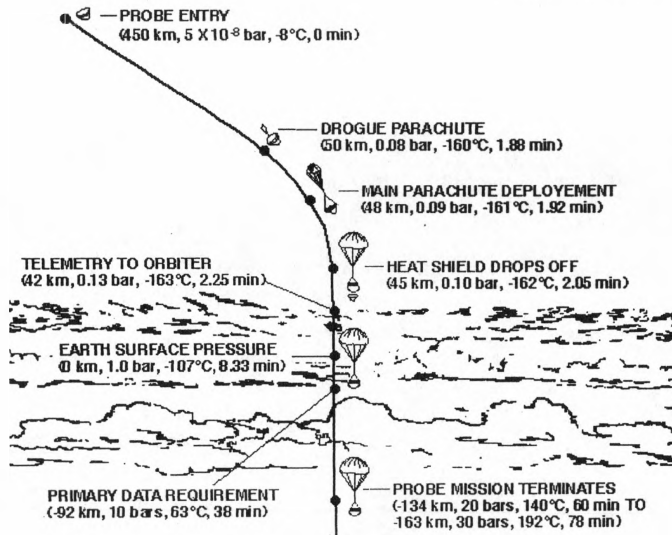 PROBE ENTRY
(450 km, 5 X 10⁻⁸ bar, -8°C, 0 min)
DROGUE PARACHUTE
(50 km, 0.08 bar, -160°C, 1.88 min)
MAIN PARACHUTE DEPLOYEMENT
(48 km, 0.09 bar, -161°C, 1.92 min)
TELEMETRY TO ORBITER
(42 km, 0.13 bar, -163°C, 2.25 min)
HEAT SHIELD DROPS OFF
(45 km, 0.10 bar, -162°C, 2.05 min)
EARTH SURFACE PRESSURE
(0 km, 1.0 bar, -107°C, 8.33 min)
PRIMARY DATA REQUIREMENT
(-92 km, 10 bars, 63°C, 38 min)
PROBE MISSION TERMINATES
(-134 km, 20 bars, 140°C, 60 min TO
-163 km, 30 bars, 192°C, 78 min)